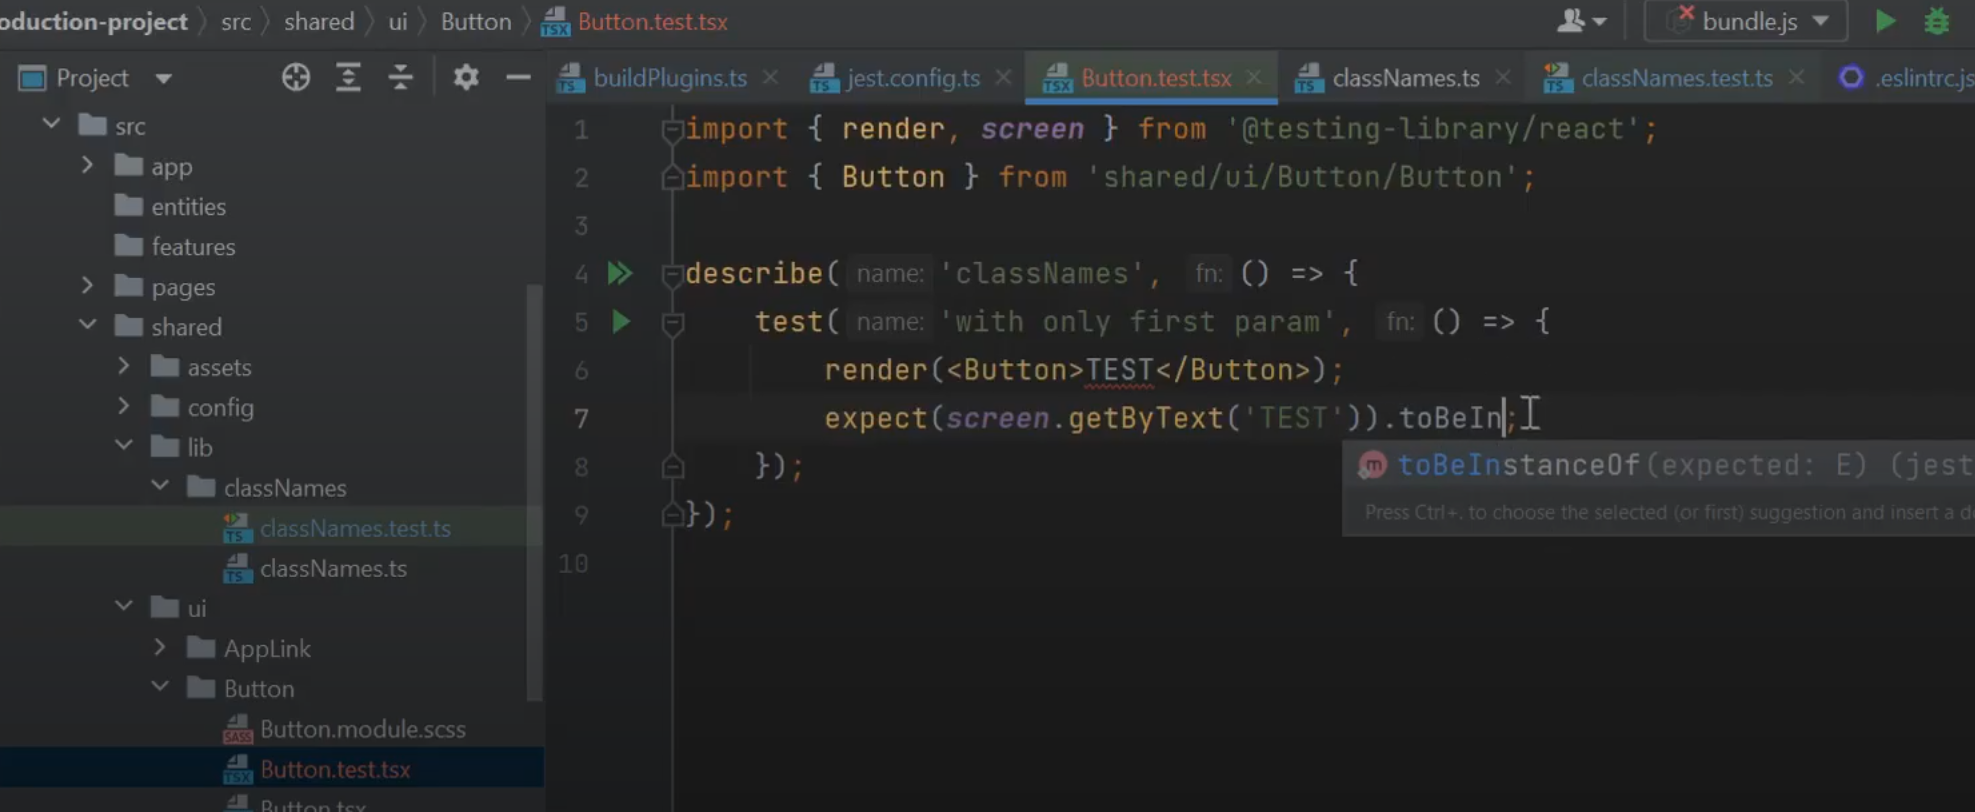 oduction-project
src
shared
ui
Button
Button.test.tsx
bundle.js
Project
buildPlugins.ts
jest.config.ts
Button.test.tsx
classNames.ts
classNames.test.ts
.eslintrc.js
src
app
entities
features
pages
shared
assets
config
lib
classNames
classNames.test.ts
classNames.ts
ui
AppLink
Button
Button.module.scss
Button.test.tsx
Button.tsx
1 import { render, screen } from '@testing-library/react';
2 import { Button } from 'shared/ui/Button/Button';
3
4 describe( name: 'classNames', fn: () => {
5 test( name: 'with only first param', fn: () => {
6 render(<Button>TEST</Button>);
7 expect(screen.getByText('TEST')).toBeIn;
8 });
9 });
10
toBeInstanceOf(expected: E) (jest
Press Ctrl+. to choose the selected (or first) suggestion and insert a d